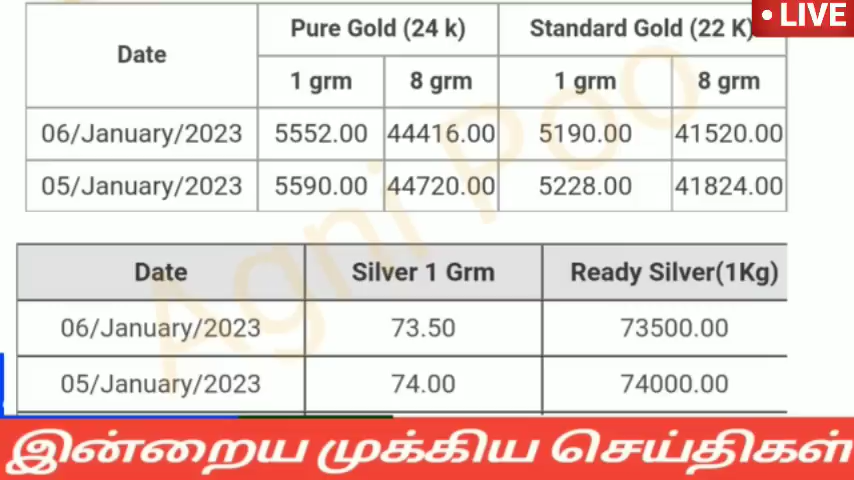 • LIVE
Pure Gold (24 k) Standard Gold (22 K)
Date
1 grm 8 grm 1 grm 8 grm
06/January/2023 5552.00 44416.00 5190.00 41520.00
05/January/2023 5590.00 44720.00 5228.00 41824.00
Agni Poo
Date Silver 1 Grm Ready Silver(1Kg)
06/January/2023 73.50 73500.00
05/January/2023 74.00 74000.00
இன்றைய முக்கிய செய்திகள்